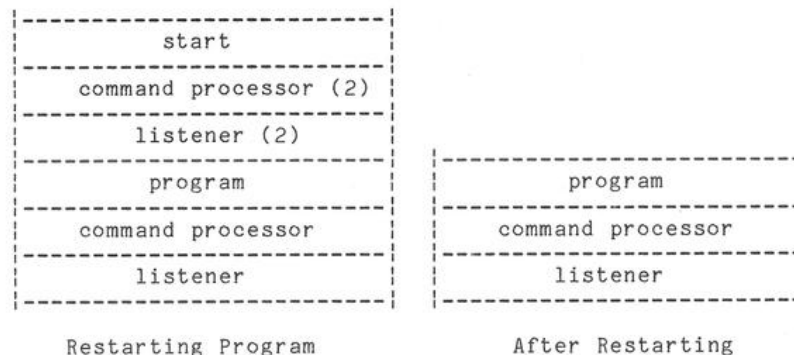 start
command processor (2)
listener (2)
program program
command processor command processor
listener listener
Restarting Program After Restarting